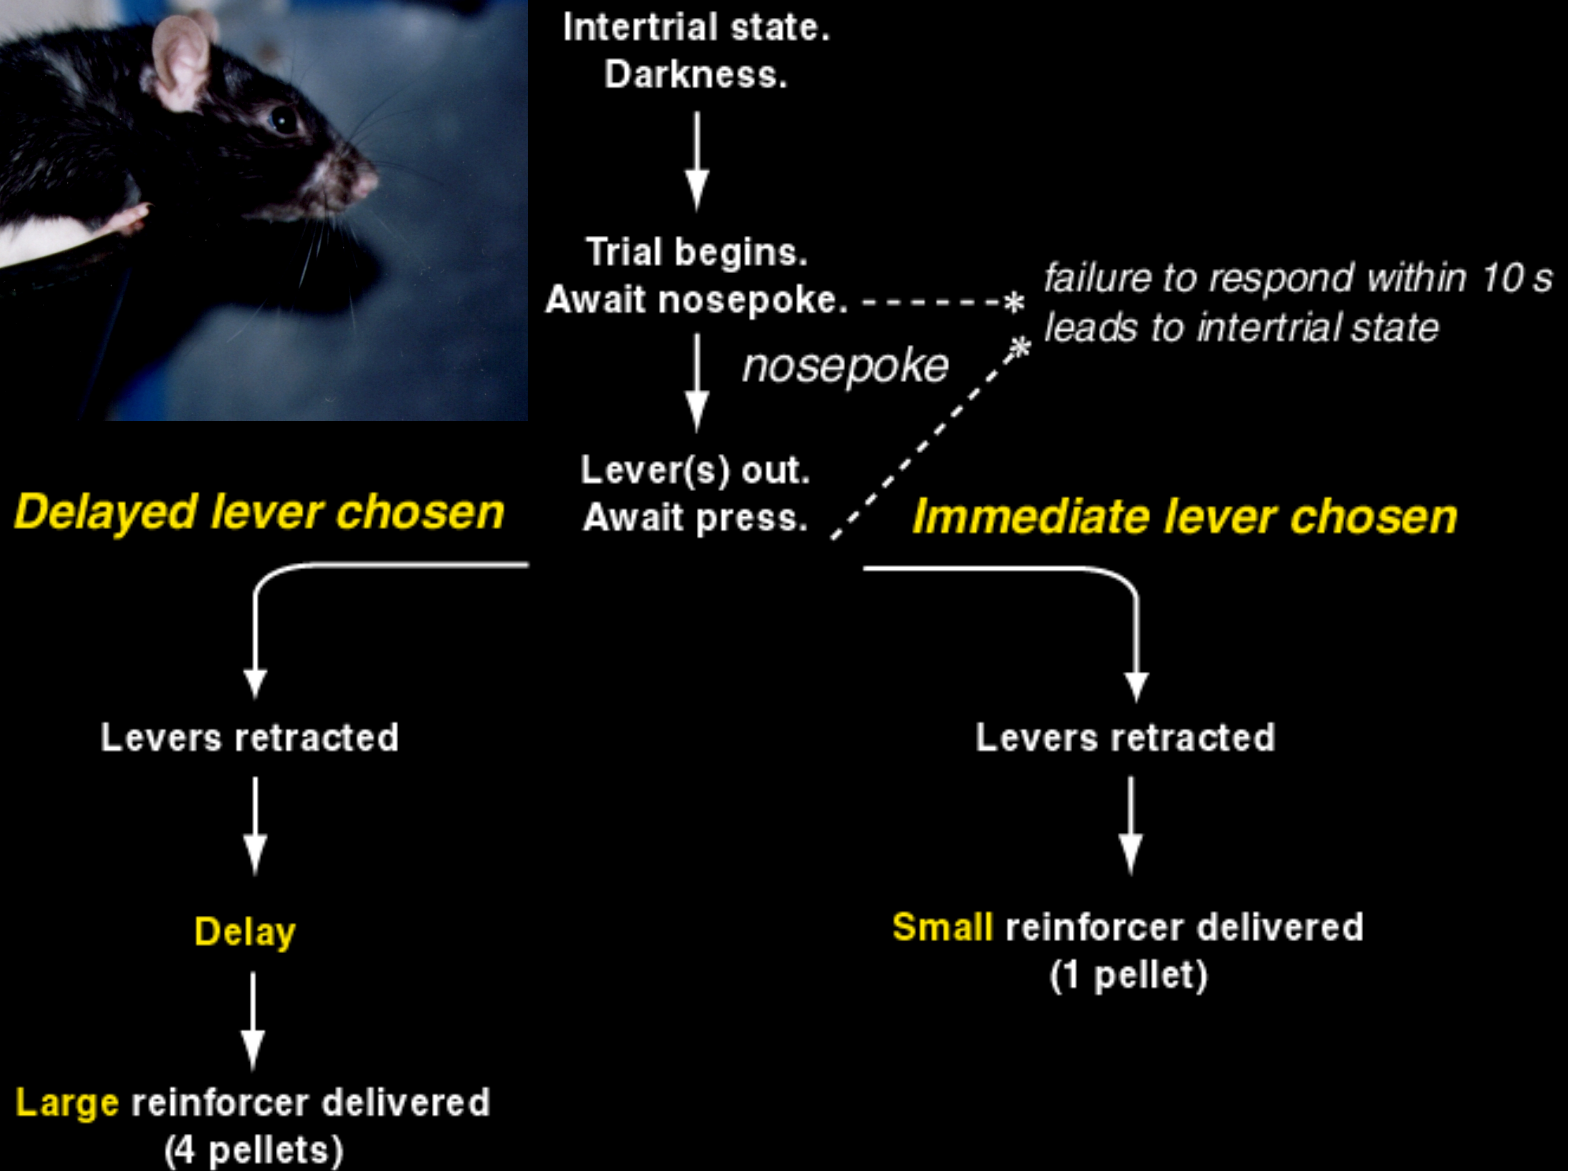 Intertrial state.
Darkness.
Trial begins.
Await nosepoke. ------*
failure to respond within 10 s
leads to intertrial state
*
nosepoke
Lever(s) out.
Await press.
Delayed lever chosen
Immediate lever chosen
Levers retracted
Levers retracted
Delay
Small reinforcer delivered
(1 pellet)
Large reinforcer delivered
(4 pellets)